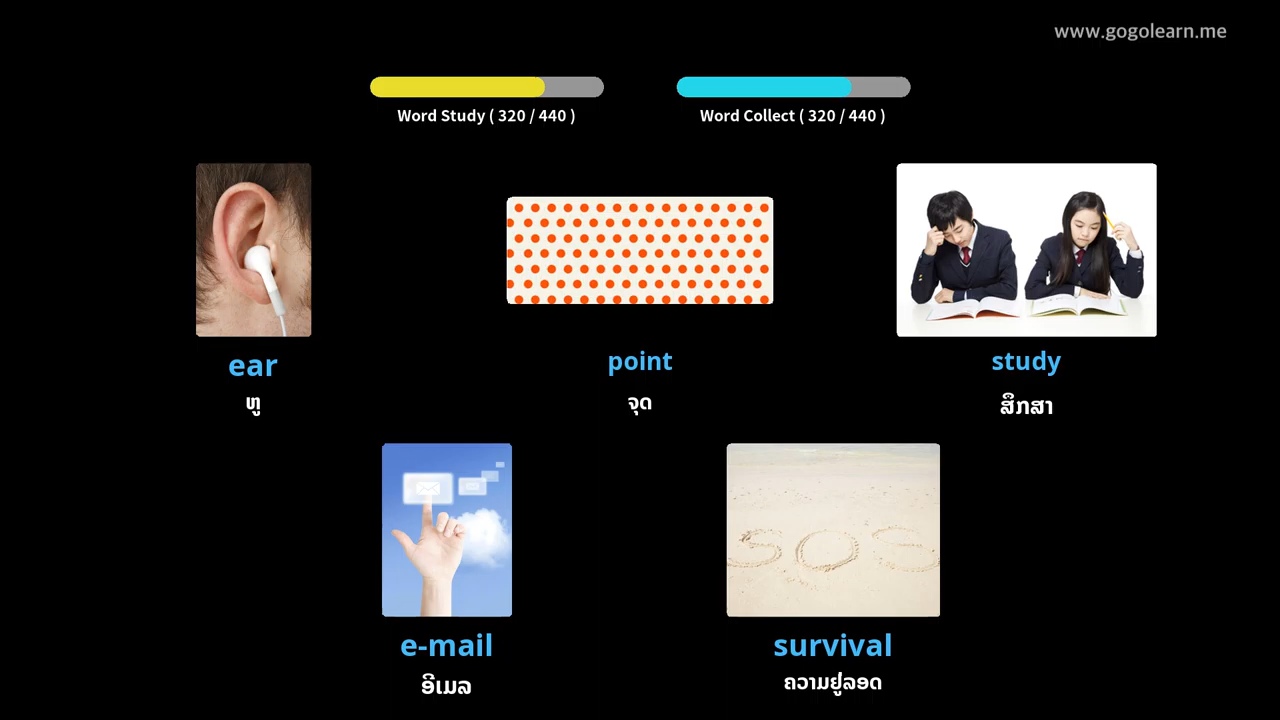 www.gogolearn.me
Word Study ( 320 / 440 )
Word Collect ( 320 / 440 )
ear
ຫູ
point
ຈຸດ
study
ສຶກສາ
SOS
e-mail
ອີເມລ
survival
ຄວາມຢູ່ລອດ